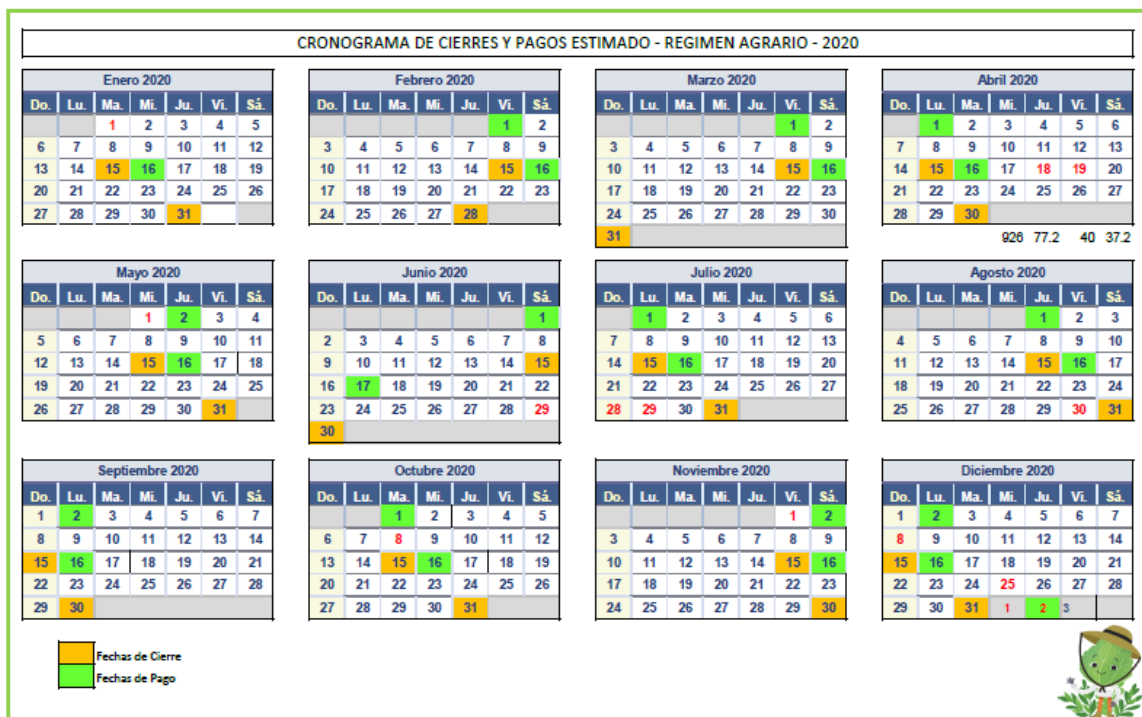 CRONOGRAMA DE CIERRES Y PAGOS ESTIMADO - REGIMEN AGRARIO - 2020
Enero 2020
Do. Lu. Ma. Mi. Ju. Vi. Sá.
1 2 3 4 5
6 7 8 9 10 11 12
13 14 15 16 17 18 19
20 21 22 23 24 25 26
27 28 29 30 31
Febrero 2020
Do. Lu. Ma. Mi. Ju. Vi. Sá.
1 2
3 4 5 6 7 8 9
10 11 12 13 14 15 16
17 18 19 20 21 22 23
24 25 26 27 28
Marzo 2020
Do. Lu. Ma. Mi. Ju. Vi. Sá.
1 2
3 4 5 6 7 8 9
10 11 12 13 14 15 16
17 18 19 20 21 22 23
24 25 26 27 28 29 30
31
Abril 2020
Do. Lu. Ma. Mi. Ju. Vi. Sá.
1 2 3 4 5 6
7 8 9 10 11 12 13
14 15 16 17 18 19 20
21 22 23 24 25 26 27
28 29 30
926 77.2 40 37.2
Mayo 2020
Do. Lu. Ma. Mi. Ju. Vi. Sá.
1 2 3 4
5 6 7 8 9 10 11
12 13 14 15 16 17 18
19 20 21 22 23 24 25
26 27 28 29 30 31
Junio 2020
Do. Lu. Ma. Mi. Ju. Vi. Sá.
1
2 3 4 5 6 7 8
9 10 11 12 13 14 15
16 17 18 19 20 21 22
23 24 25 26 27 28 29
30
Julio 2020
Do. Lu. Ma. Mi. Ju. Vi. Sá.
1 2 3 4 5 6
7 8 9 10 11 12 13
14 15 16 17 18 19 20
21 22 23 24 25 26 27
28 29 30 31
Agosto 2020
Do. Lu. Ma. Mi. Ju. Vi. Sá.
1 2 3
4 5 6 7 8 9 10
11 12 13 14 15 16 17
18 19 20 21 22 23 24
25 26 27 28 29 30 31
Septiembre 2020
Do. Lu. Ma. Mi. Ju. Vi. Sá.
1 2 3 4 5 6 7
8 9 10 11 12 13 14
15 16 17 18 19 20 21
22 23 24 25 26 27 28
29 30
Octubre 2020
Do. Lu. Ma. Mi. Ju. Vi. Sá.
1 2 3 4 5
6 7 8 9 10 11 12
13 14 15 16 17 18 19
20 21 22 23 24 25 26
27 28 29 30 31
Noviembre 2020
Do. Lu. Ma. Mi. Ju. Vi. Sá.
1 2
3 4 5 6 7 8 9
10 11 12 13 14 15 16
17 18 19 20 21 22 23
24 25 26 27 28 29 30
Diciembre 2020
Do. Lu. Ma. Mi. Ju. Vi. Sá.
1 2 3 4 5 6 7
8 9 10 11 12 13 14
15 16 17 18 19 20 21
22 23 24 25 26 27 28
29 30 31 1 2 3
Fechas de Cierre
Fechas de Pago